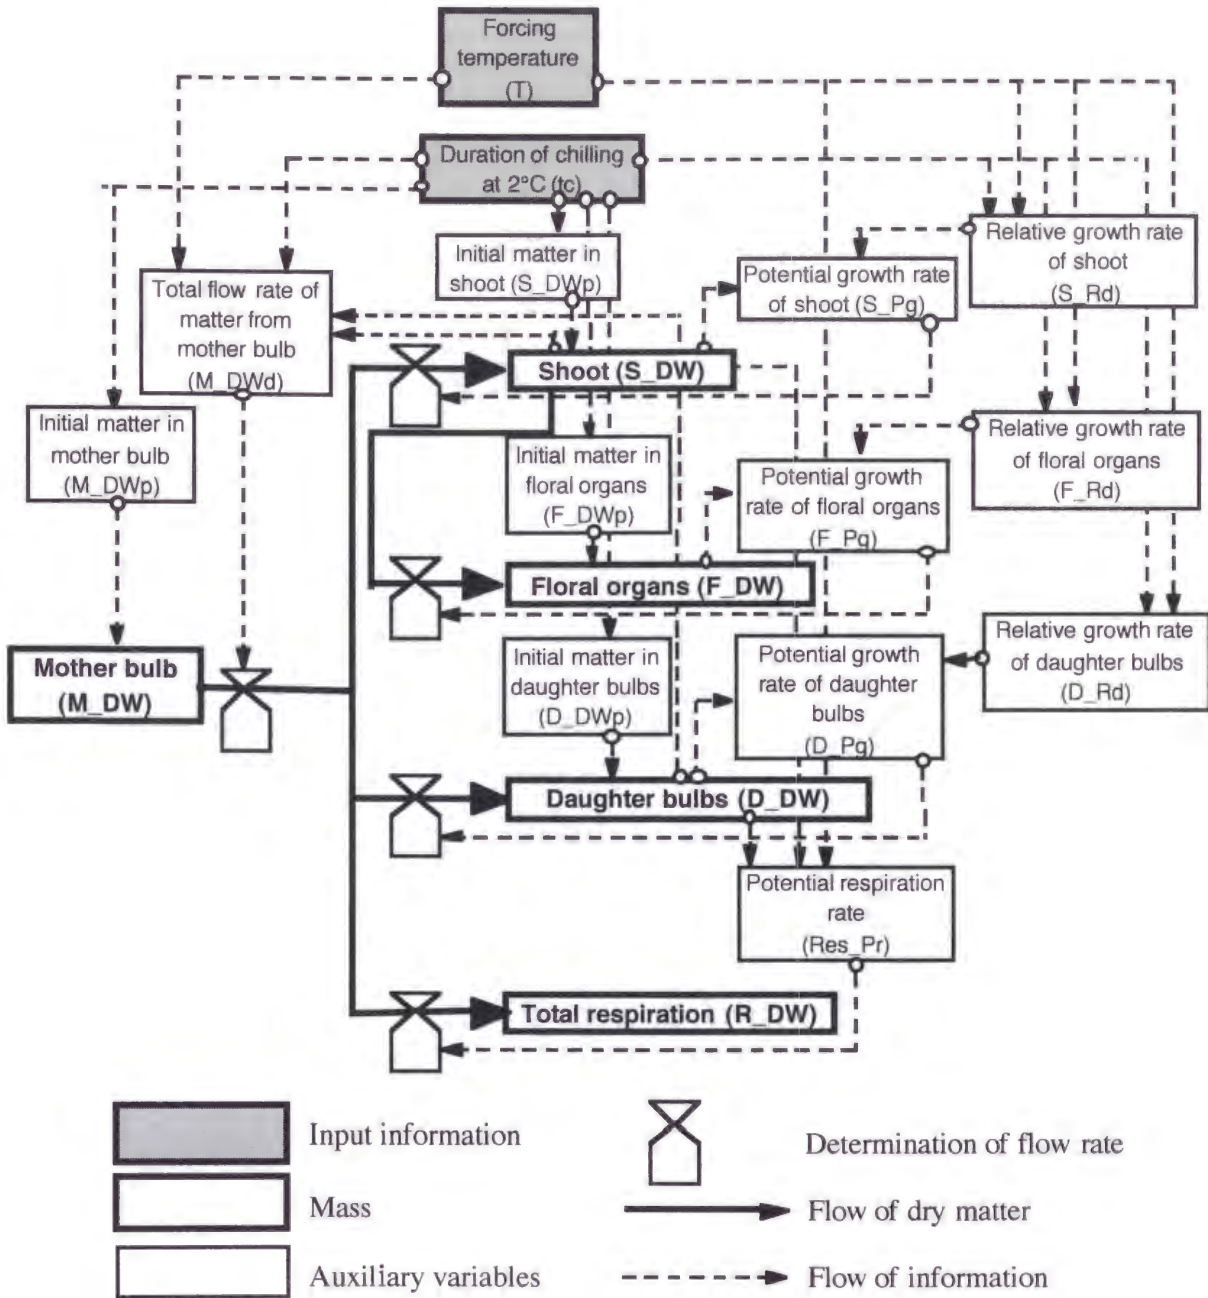 Forcing
temperature
(T)
Duration of chilling
at 2°C (tc)
Initial matter in
shoot (S_DWp)
Relative growth rate
of shoot
(S_Rd)
Potential growth rate
of shoot (S_Pg)
Total flow rate of
matter from
mother bulb
(M_DWd)
Shoot (S_DW)
Initial matter in
mother bulb
(M_DWp)
Initial matter in
floral organs
(F_DWp)
Relative growth rate
of floral organs
(F_Rd)
Potential growth
rate of floral organs
(F_Pg)
Floral organs (F_DW)
Mother bulb
(M_DW)
Initial matter in
daughter bulbs
(D_DWp)
Potential growth
rate of daughter
bulbs
(D_Pg)
Relative growth rate
of daughter bulbs
(D_Rd)
Daughter bulbs (D_DW)
Potential respiration
rate
(Res_Pr)
Total respiration (R_DW)
Input information
Determination of flow rate
Mass
Flow of dry matter
Auxiliary variables
Flow of information